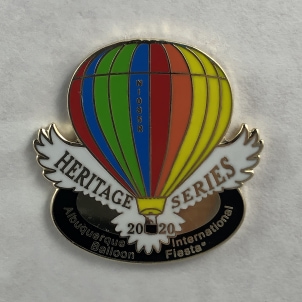 HERITAGE SERIES
2020
Albuquerque International
Balloon Fiesta®